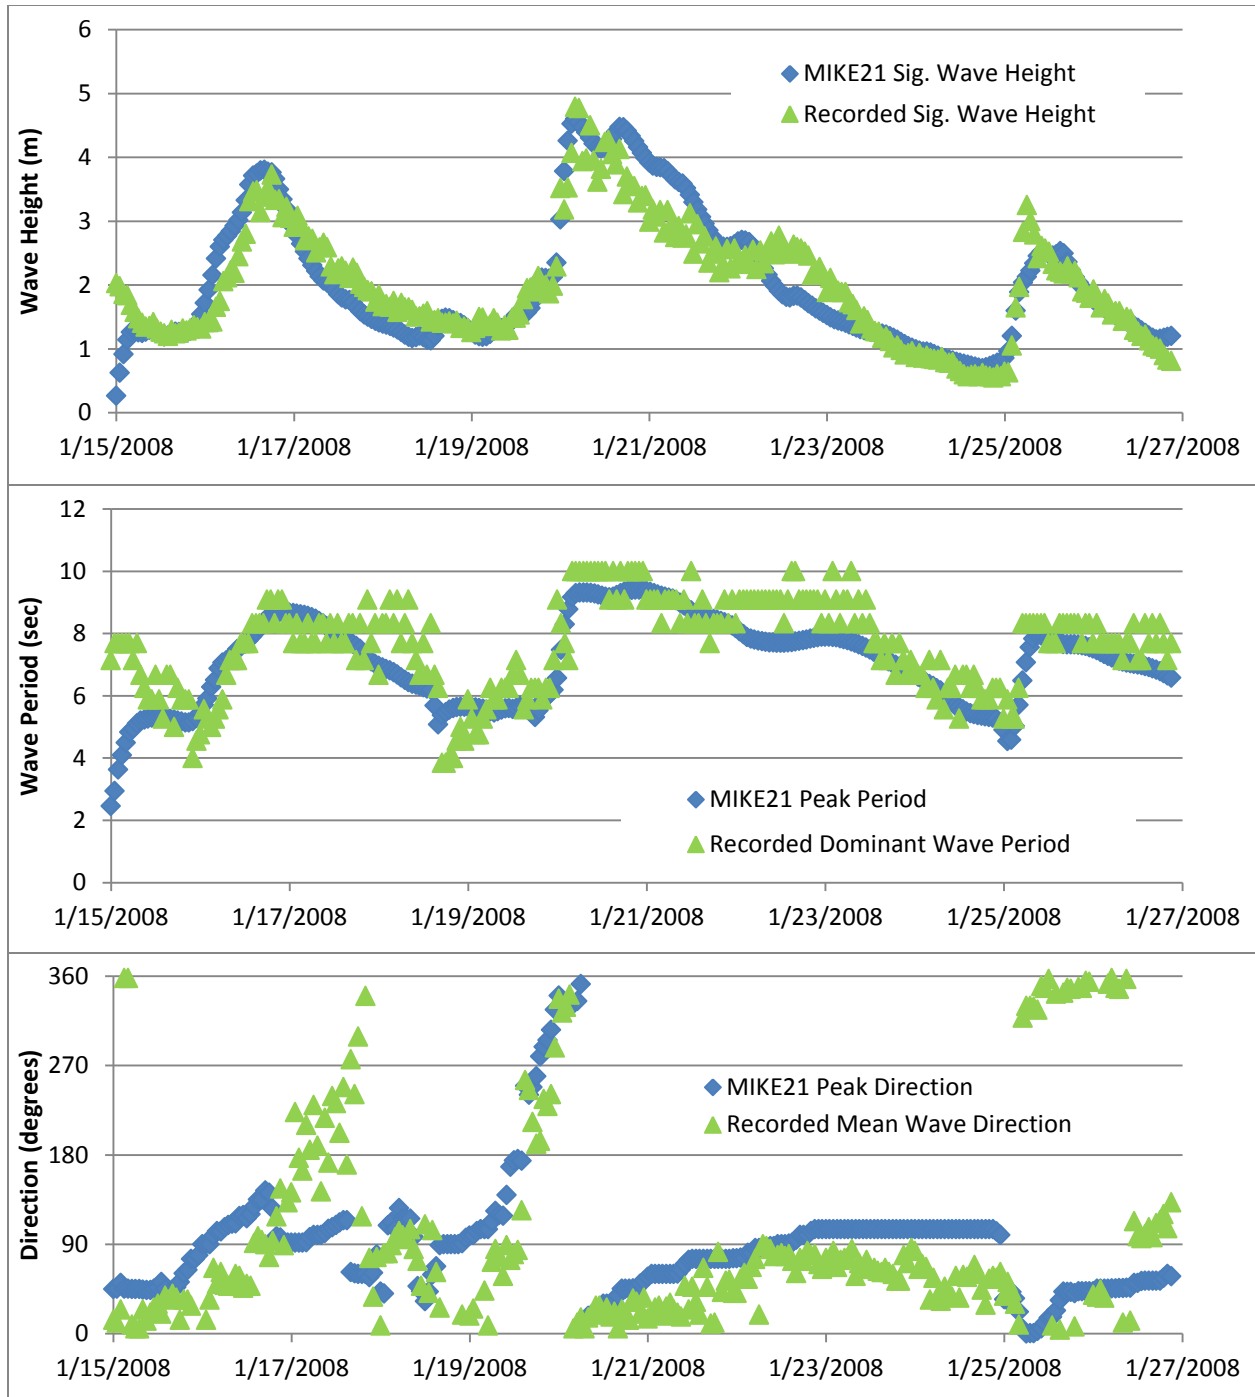 6
MIKE21 Sig. Wave Height
5
Recorded Sig. Wave Height
4
3
2
1
0
Wave Height (m)
1/15/2008 1/17/2008 1/19/2008 1/21/2008 1/23/2008 1/25/2008 1/27/2008
12
10
8
6
4
2
0
Wave Period (sec)
MIKE21 Peak Period
Recorded Dominant Wave Period
1/15/2008 1/17/2008 1/19/2008 1/21/2008 1/23/2008 1/25/2008 1/27/2008
360
270
180
90
0
Direction (degrees)
MIKE21 Peak Direction
Recorded Mean Wave Direction
1/15/2008 1/17/2008 1/19/2008 1/21/2008 1/23/2008 1/25/2008 1/27/2008